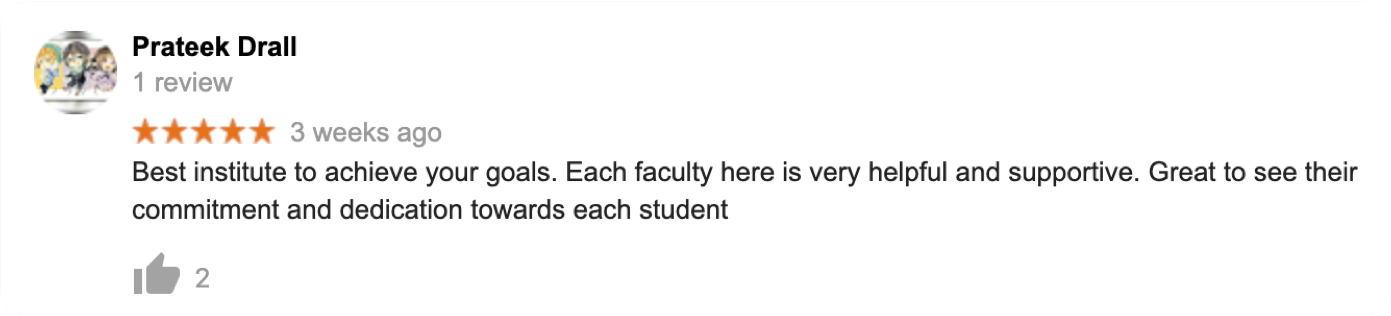 Prateek Drall
1 review
3 weeks ago
Best institute to achieve your goals. Each faculty here is very helpful and supportive. Great to see their
commitment and dedication towards each student
2